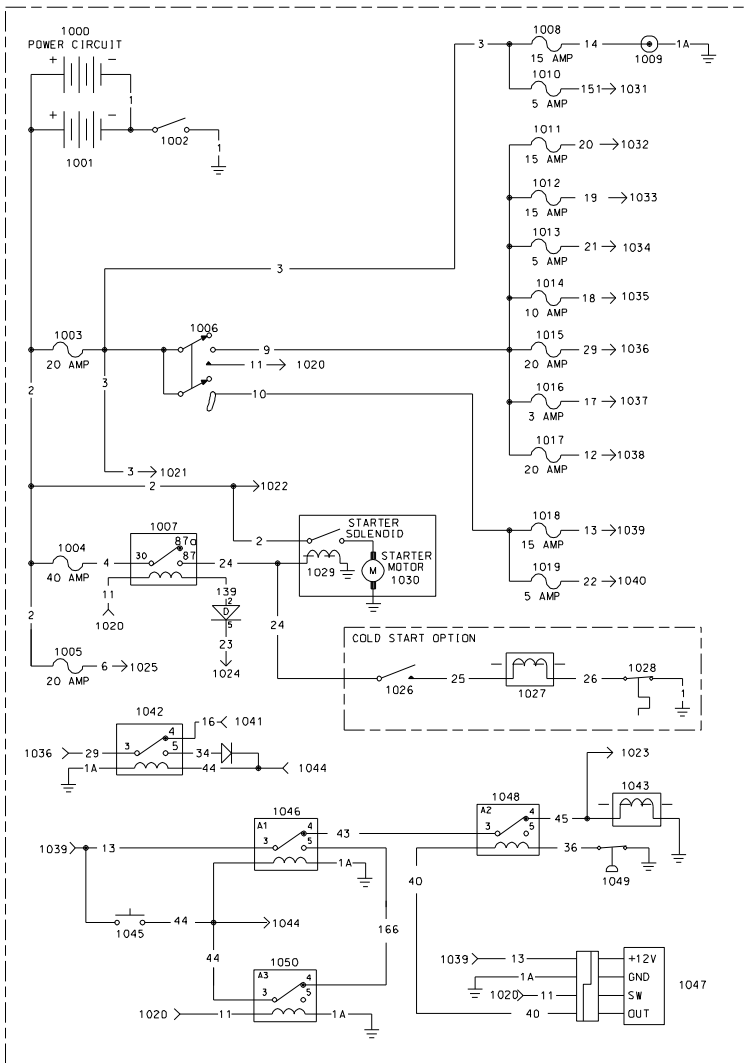 1000
POWER CIRCUIT
+ -
1
+ -
1001
1002
1
3
1008
14
15 AMP
1009
1A
1010
151 1031
5 AMP
1011
20 1032
15 AMP
1012
19 1033
15 AMP
1013
21 1034
5 AMP
3
1014
18 1035
10 AMP
1003
20 AMP
1006
9
1015
29 1036
20 AMP
11 1020
2
3
10
1016
17 1037
3 AMP
1017
12 1038
20 AMP
3 1021
2 1022
1018
13 1039
15 AMP
1019
22 1040
5 AMP
1007
87a
30 87
1004
4
24
40 AMP
11
1020
139
2
D
5
23
1024
2
STARTER
SOLENOID
1029
STARTER
MOTOR
M
1030
24
2
1005
6 1025
20 AMP
COLD START OPTION
1026
25
1027
26
1028
1
1042
16 1041
4
1036 29 3 5 34
1A
44 1044
1023
1043
1046
A1 4
3 5
43
1048
A2 4
3 5
45
1039 13
1A
36
1049
40
1045
44
1044
166
44
1050
A3 4
3 5
1020 11
1A
1039 13 +12V
1A GND
1047
1020 11 SW
40 OUT